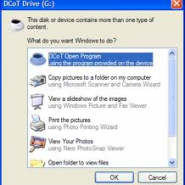 DCoT Drive (G:)
This disk or device contains more than one type of
content.
What do you want Windows to do?
DCoT Open Program
using the program provided on the device
Copy pictures to a folder on my computer
using Microsoft Scanner and Camera Wizard
View a slideshow of the images
using Windows Picture and Fax Viewer
Print the pictures
using Photo Printing Wizard
View Your Photos
using Nero PhotoSnap Viewer
Open folder to view files
OK
Cancel